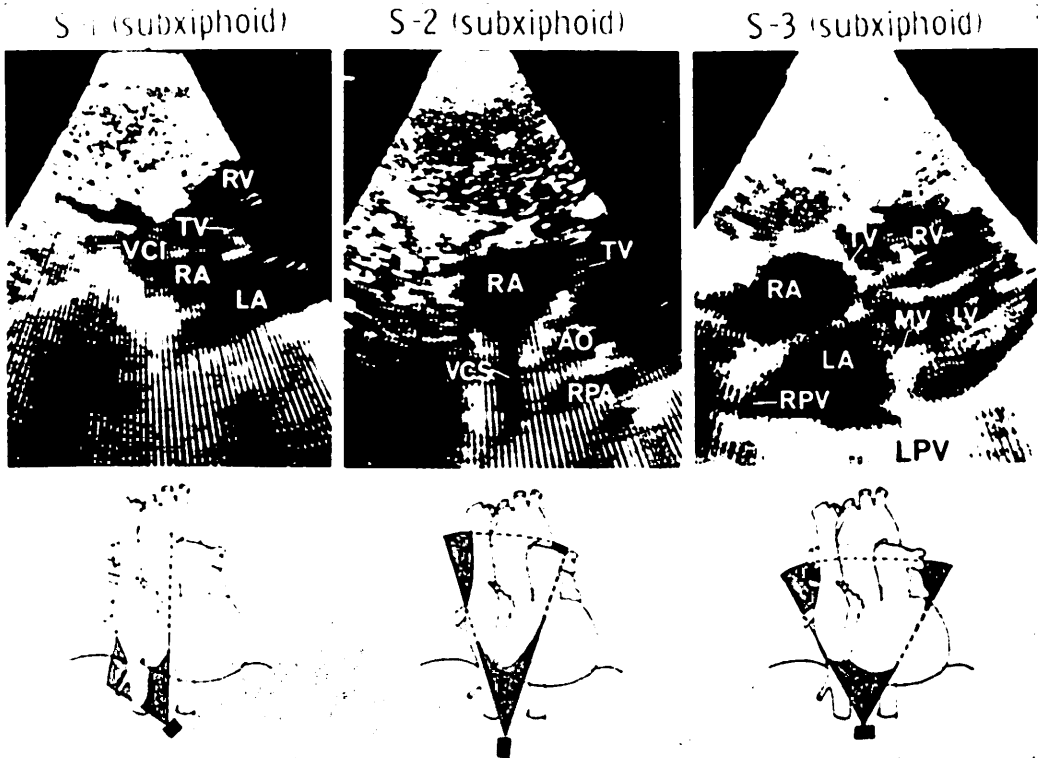 S-1 (subxiphoid)
S-2 (subxiphoid)
S-3 (subxiphoid)
RV
TV
VCI
RA
LA
TV
RA
AO
VCS
RPA
TV
RV
RA
MV
LV
LA
RPV
LPV